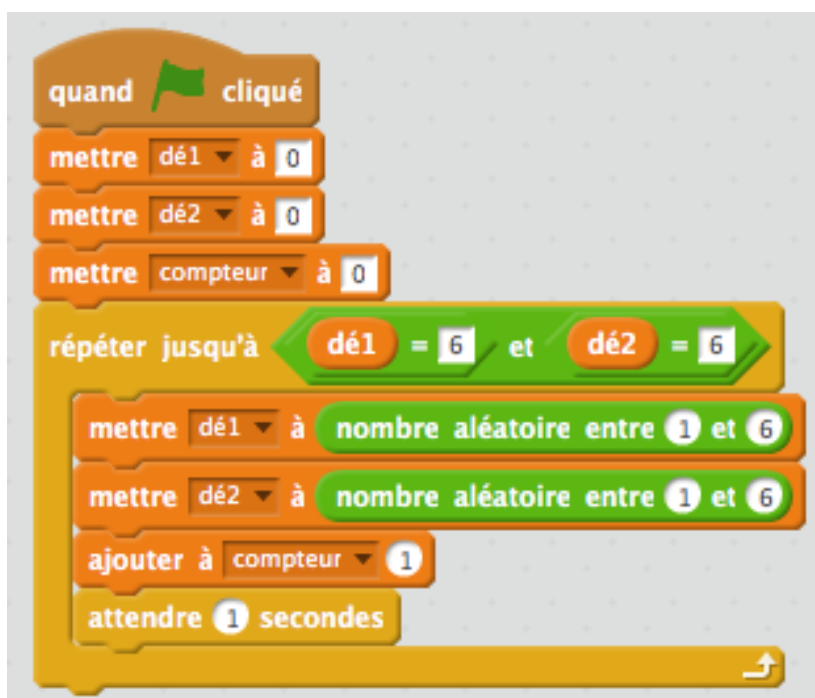 quand cliqué
mettre dé1 à 0
mettre dé2 à 0
mettre compteur à 0
répéter jusqu'à dé1 = 6 et dé2 = 6
mettre dé1 à nombre aléatoire entre 1 et 6
mettre dé2 à nombre aléatoire entre 1 et 6
ajouter à compteur 1
attendre 1 secondes